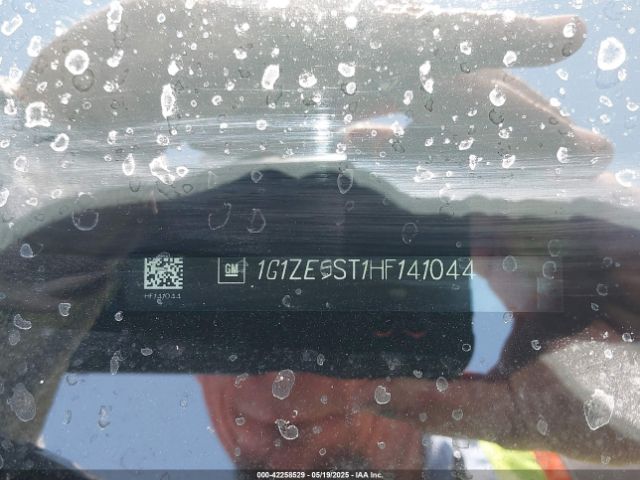 GM 1G1ZE5ST1HF141044
HF141044
000-42258529 - 05/19/2025 - IAA Inc.